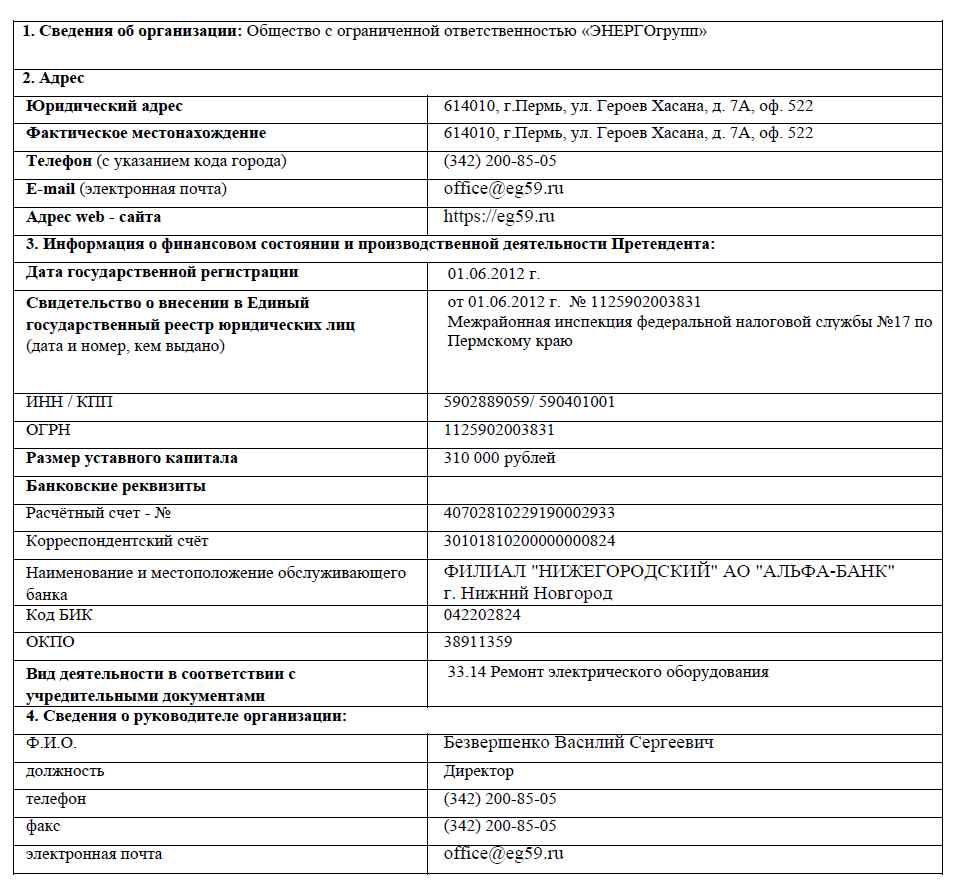 1. Сведения об организации: Общество с ограниченной ответственностью «ЭНЕРГОгрупп»
2. Адрес
Юридический адрес 614010, г.Пермь, ул. Героев Хасана, д. 7А, оф. 522
Фактическое местонахождение 614010, г.Пермь, ул. Героев Хасана, д. 7А, оф. 522
Телефон (с указанием кода города) (342) 200-85-05
E-mail (электронная почта) office@eg59.ru
Адрес web - сайта https://eg59.ru
3. Информация о финансовом состоянии и производственной деятельности Претендента:
Дата государственной регистрации 01.06.2012 г.
Свидетельство о внесении в Единый
государственный реестр юридических лиц
(дата и номер, кем выдано)
от 01.06.2012 г. № 1125902003831
Межрайонная инспекция федеральной налоговой службы №17 по
Пермскому краю
ИНН / КПП 5902889059/ 590401001
ОГРН 1125902003831
Размер уставного капитала 310 000 рублей
Банковские реквизиты
Расчётный счет - № 40702810229190002933
Корреспондентский счёт 30101810200000000824
Наименование и местоположение обслуживающего
банка
ФИЛИАЛ "НИЖЕГОРОДСКИЙ" АО "АЛЬФА-БАНК"
г. Нижний Новгород
Код БИК 042202824
ОКПО 38911359
Вид деятельности в соответствии с
учредительными документами
33.14 Ремонт электрического оборудования
4. Сведения о руководителе организации:
Ф.И.О. Безвершенко Василий Сергеевич
должность Директор
телефон (342) 200-85-05
факс (342) 200-85-05
электронная почта office@eg59.ru